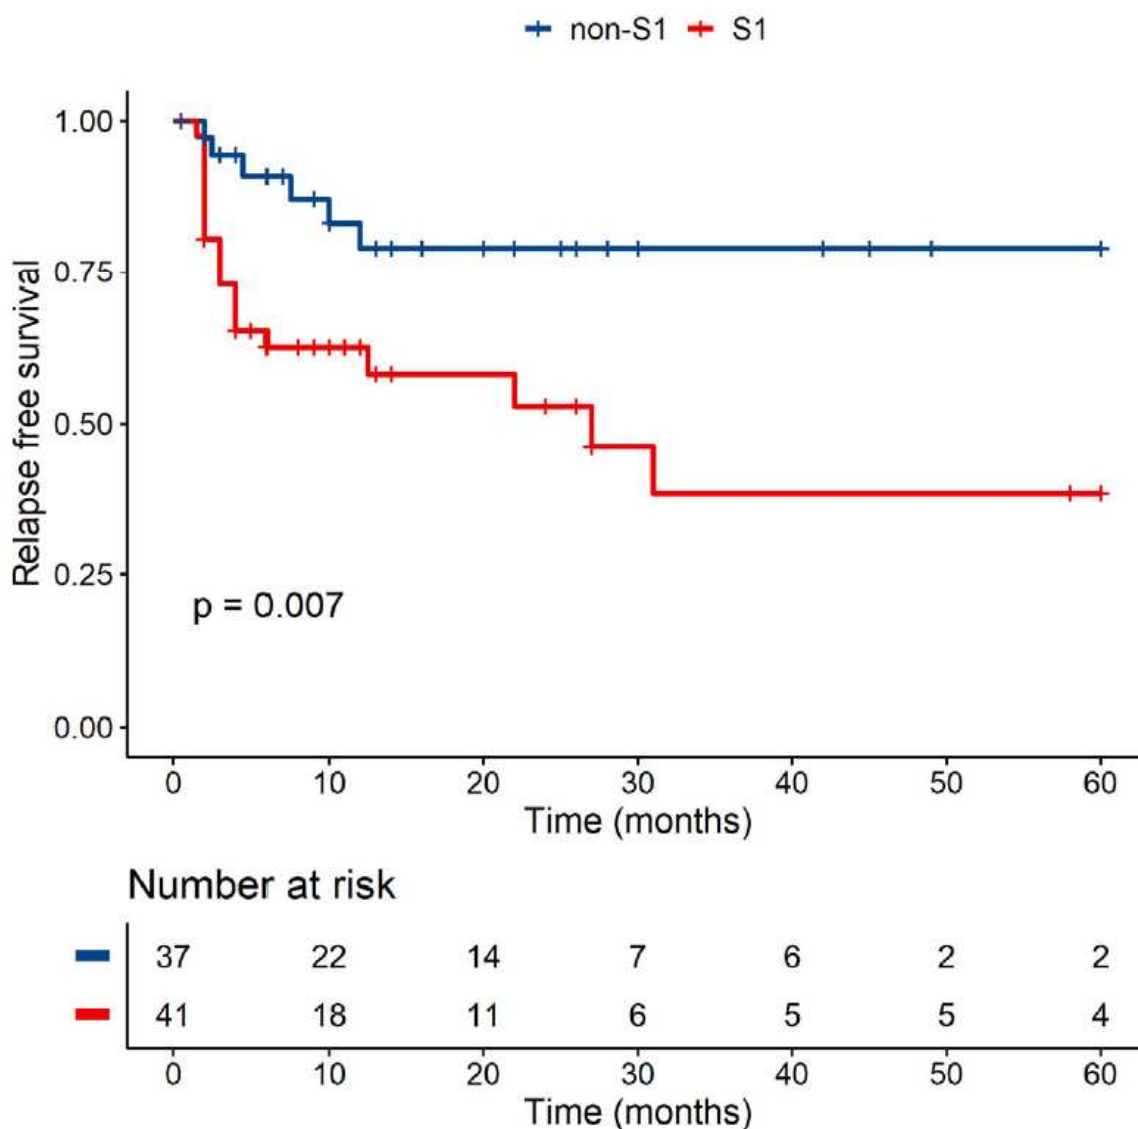 non-S1 S1
1.00
0.75
0.50
0.25
0.00
Relapse free survival
p = 0.007
0 10 20 30 40 50 60
Time (months)
Number at risk
37 22 14 7 6 2 2
41 18 11 6 5 5 4
0 10 20 30 40 50 60
Time (months)